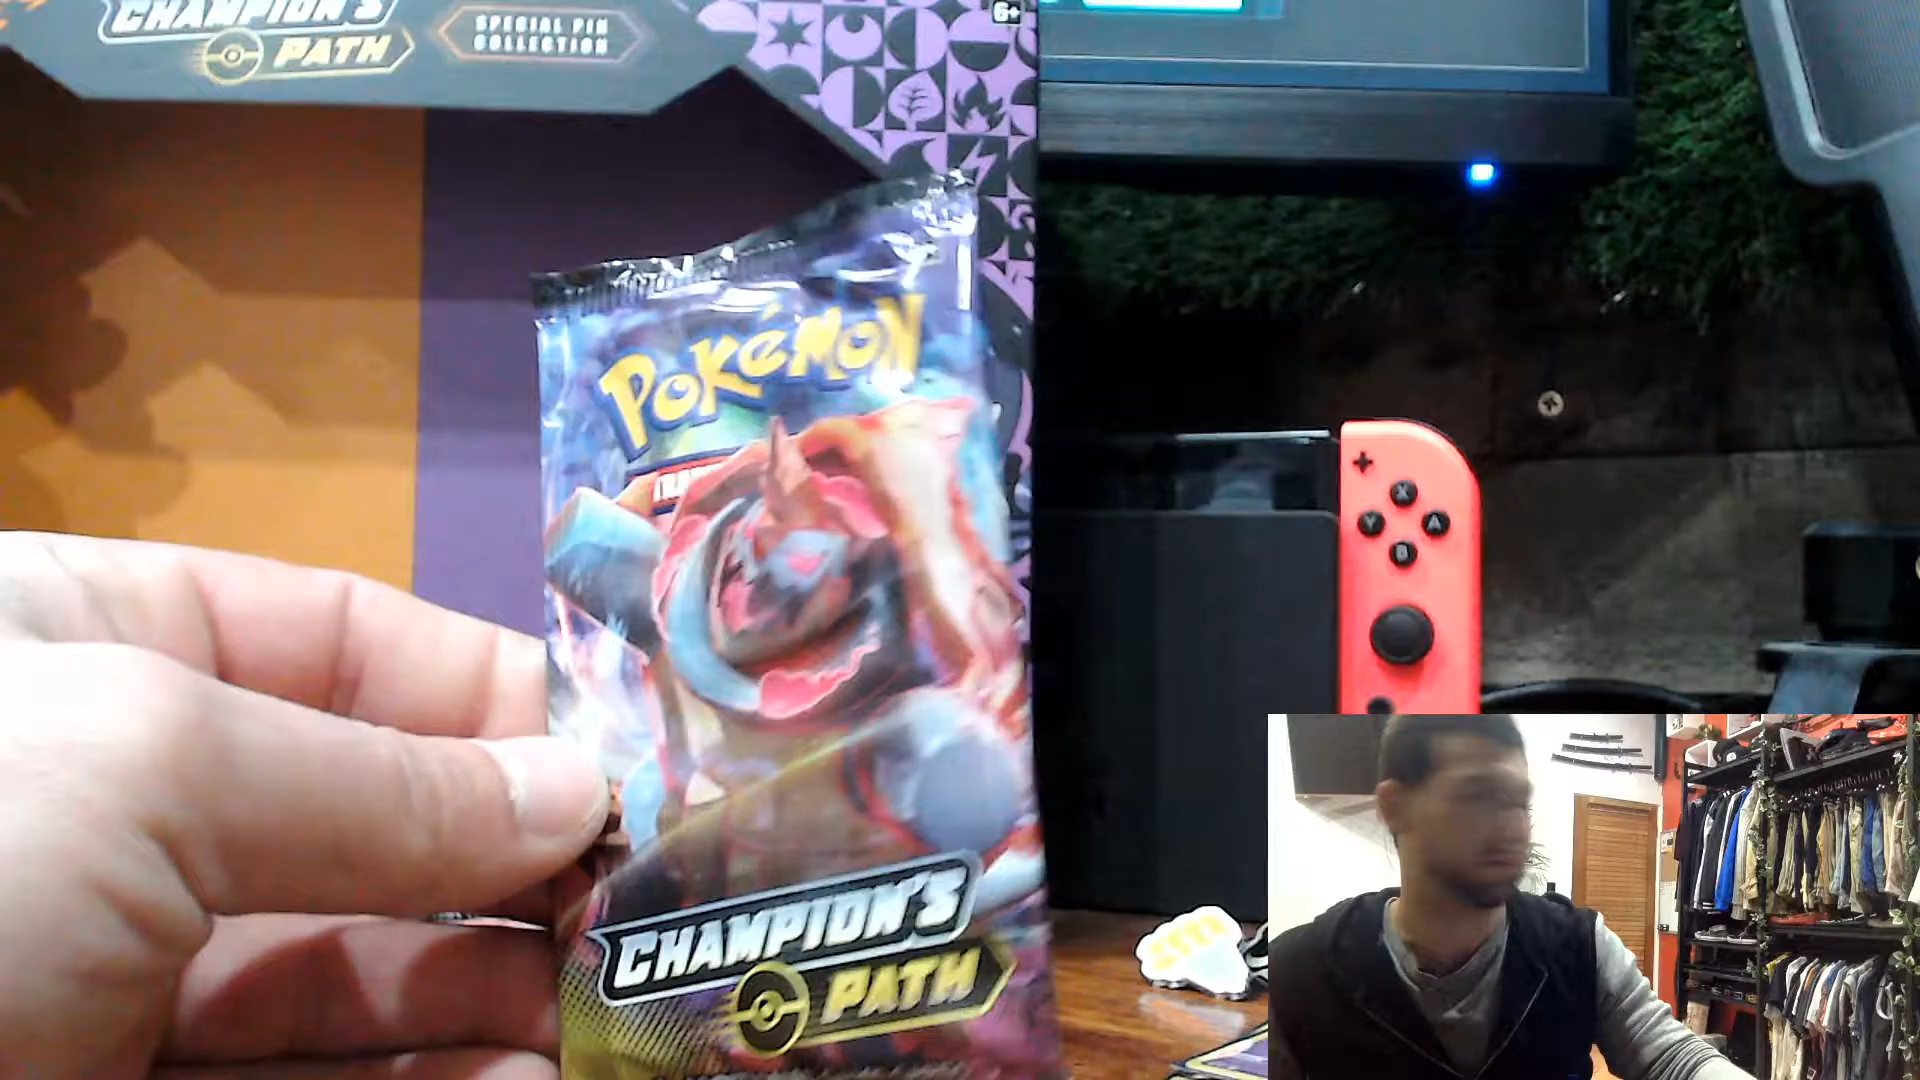 CHAMPION'S
PATH
SPECIAL PIN
COLLECTION
6+
POKéMON
CHAMPION'S
PATH
X
Y
A
B